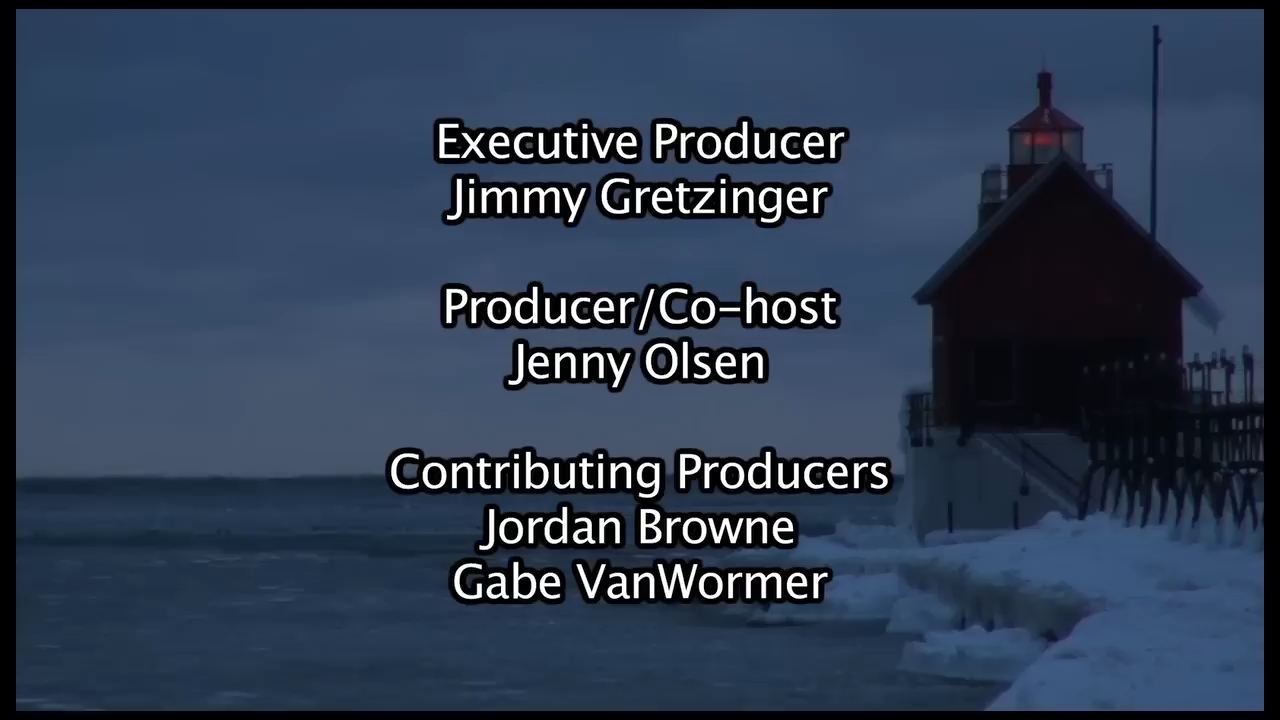 Executive Producer
Jimmy Gretzinger
Producer/Co-host
Jenny Olsen
Contributing Producers
Jordan Browne
Gabe VanWormer